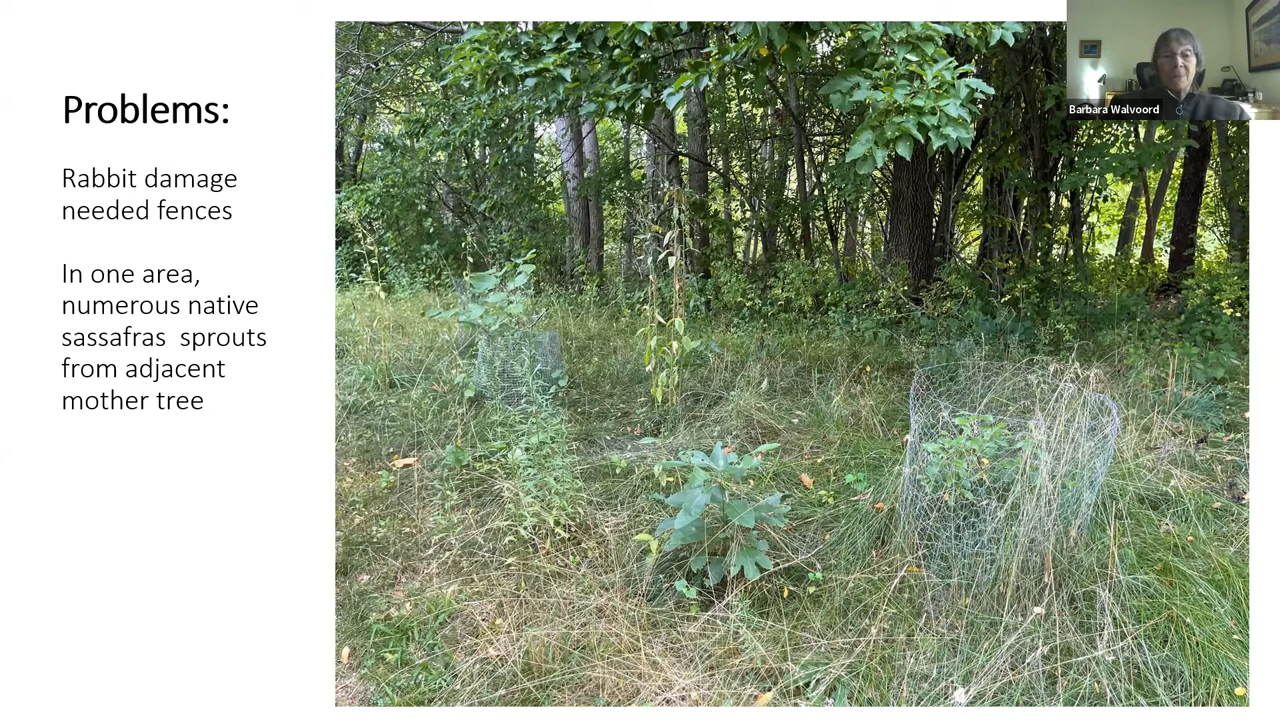 Problems:
Rabbit damage
needed fences
In one area,
numerous native
sassafras  sprouts
from adjacent
mother tree
Barbara Walvoord